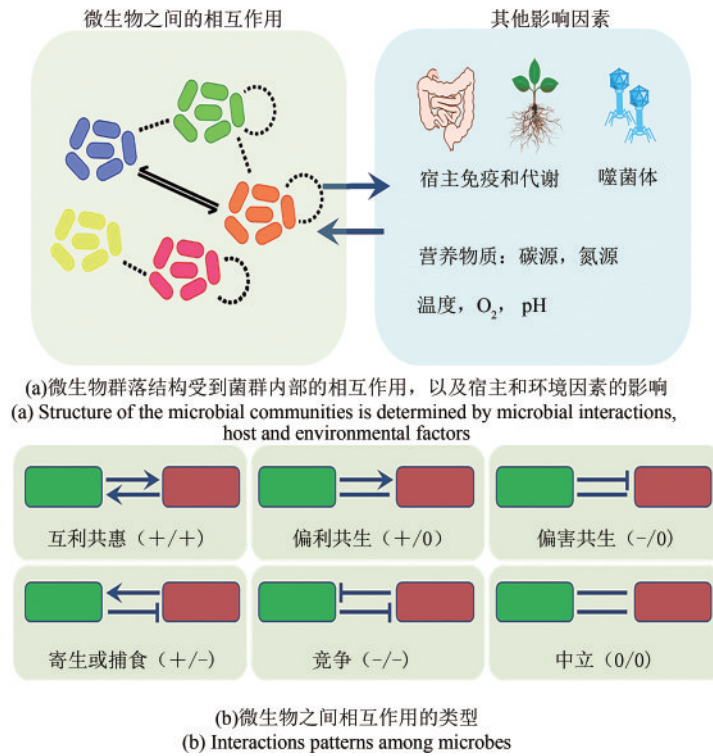 微生物之间的相互作用
其他影响因素
宿主免疫和代谢
噬菌体
营养物质：碳源，氮源
温度，O₂， pH
(a)微生物群落结构受到菌群内部的相互作用，以及宿主和环境因素的影响
(a) Structure of the microbial communities is determined by microbial interactions,
host and environmental factors
互利共惠（+/+）
偏利共生（+/0）
偏害共生（-/0）
寄生或捕食（+/-）
竞争（-/-）
中立（0/0）
(b)微生物之间相互作用的类型
(b) Interactions patterns among microbes